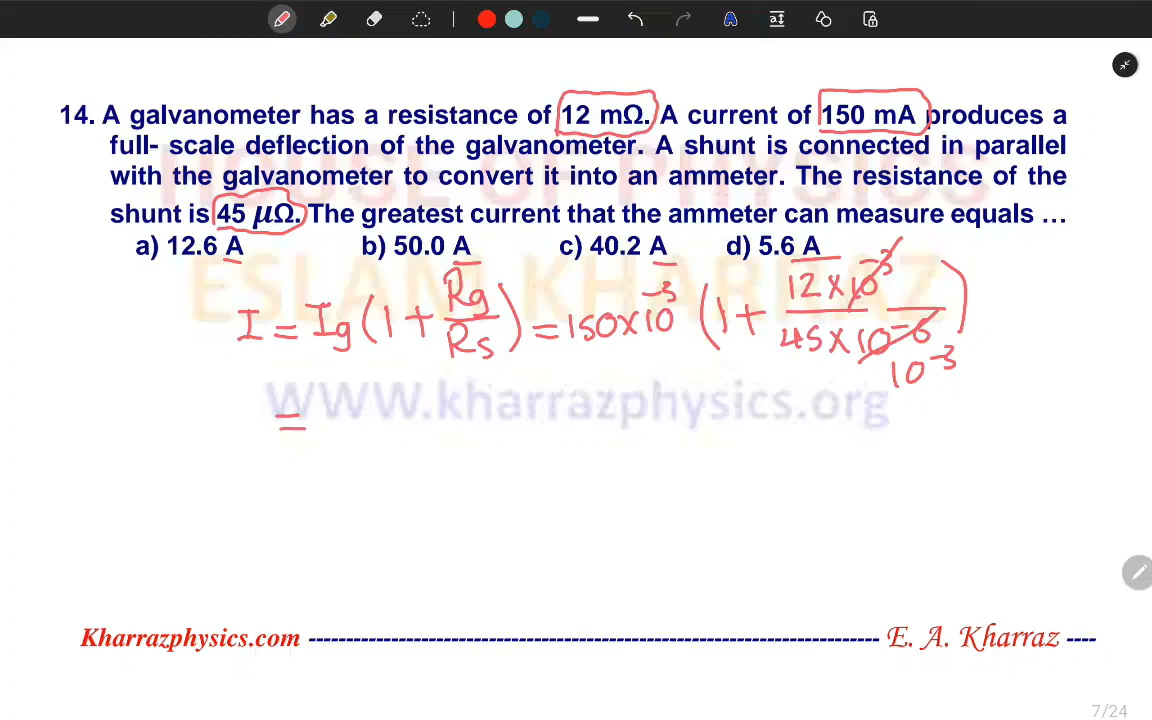 14. A galvanometer has a resistance of 12 mΩ. A current of 150 mA produces a
full- scale deflection of the galvanometer. A shunt is connected in parallel
with the galvanometer to convert it into an ammeter. The resistance of the
shunt is 45 μΩ. The greatest current that the ammeter can measure equals …
a) 12.6 A b) 50.0 A c) 40.2 A d) 5.6 A
HOUSE OF PHYSICS
ESLAM KHARRAZ
I = Ig (1 + Rg/Rs) = 150 × 10⁻³ (1 + 12 × 10⁻³ / 45 × 10⁻⁶)
10⁻³
WWW.kharrazphysics.org
=
Kharrazphysics.com ---- E. A. Kharraz ----
7/24